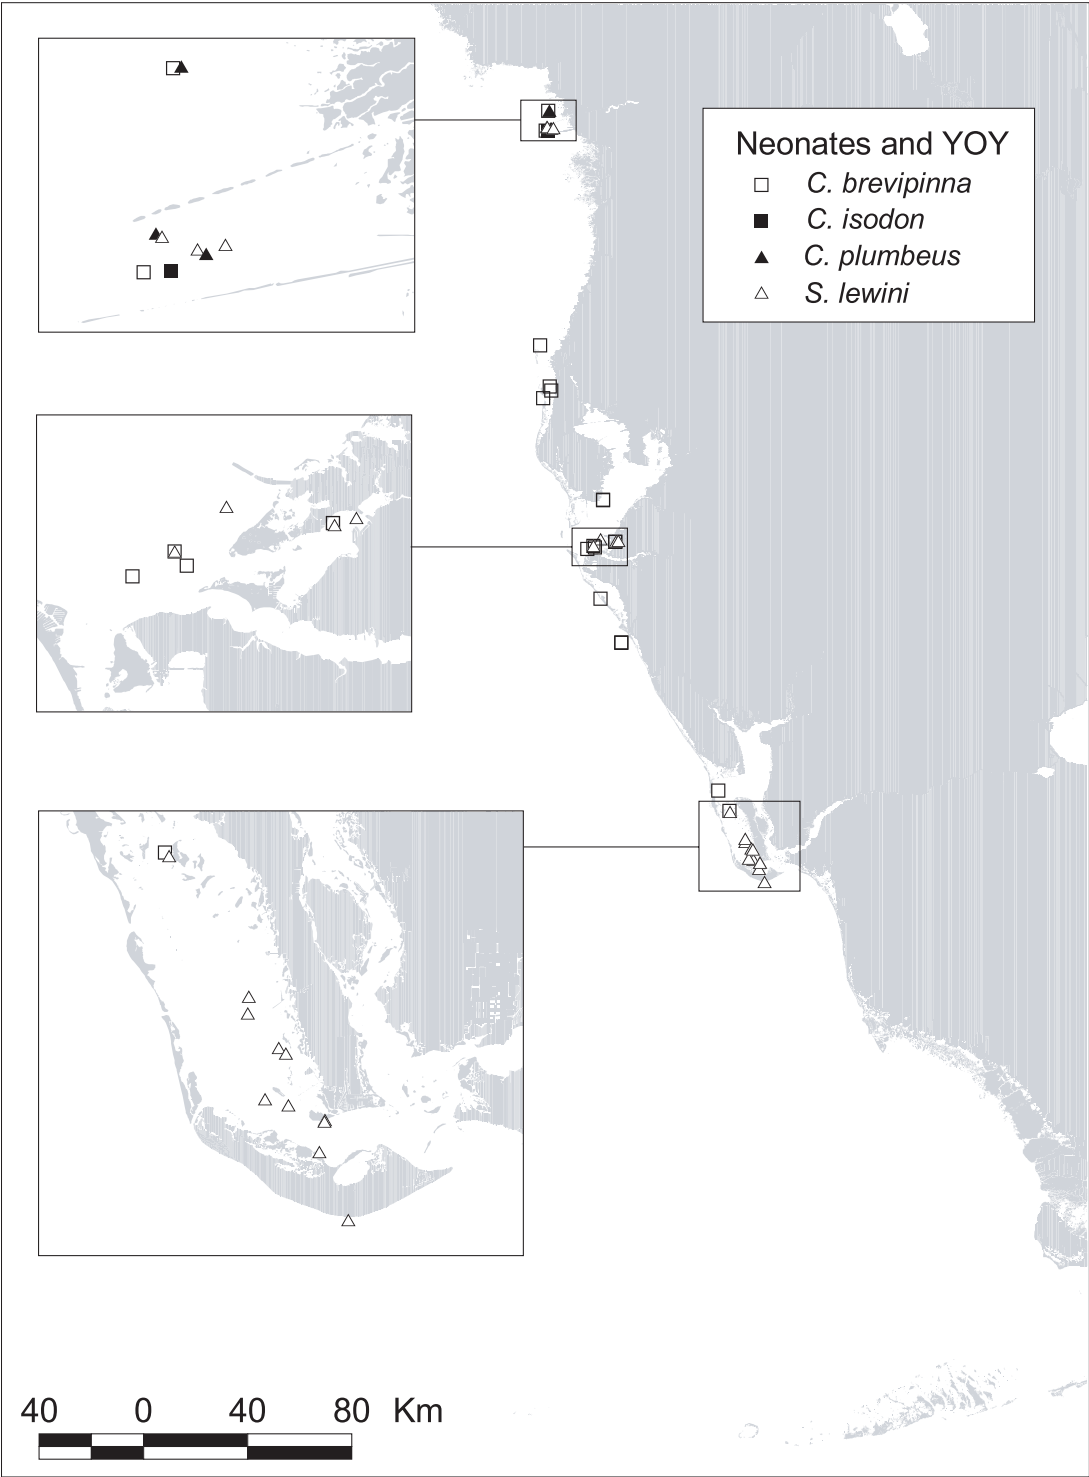 Neonates and YOY
C. brevipinna
C. isodon
C. plumbeus
S. lewini
40 0 40 80 Km